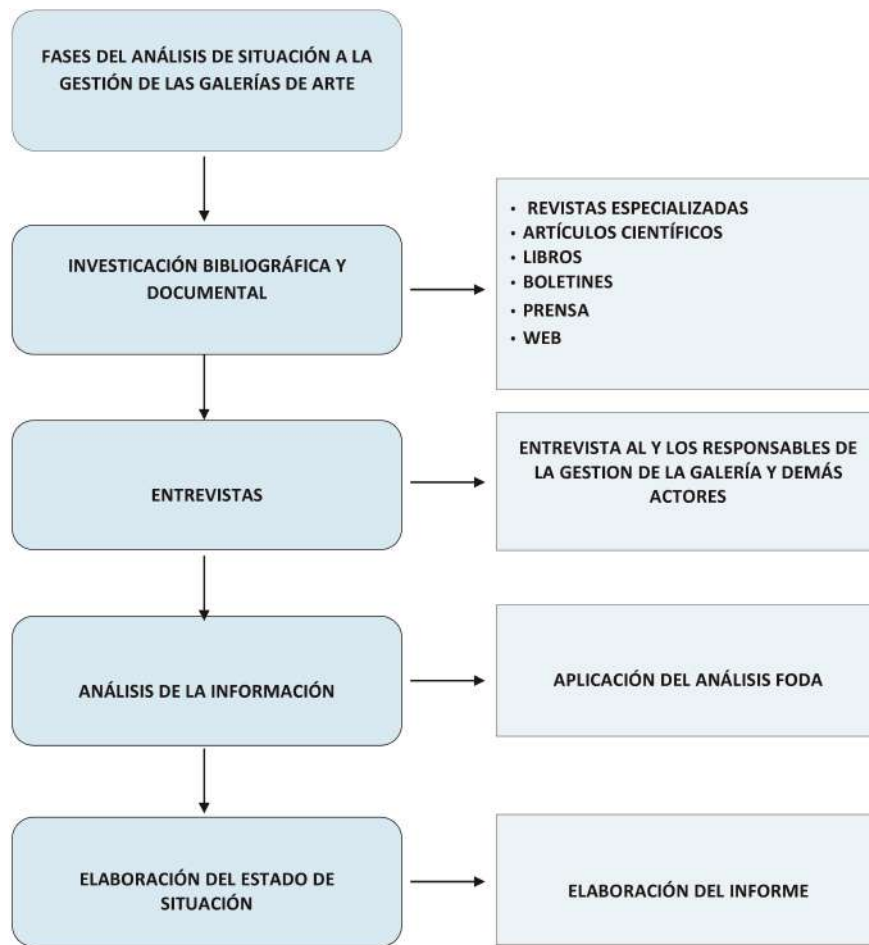 FASES DEL ANÁLISIS DE SITUACIÓN A LA
GESTIÓN DE LAS GALERÍAS DE ARTE
INVESTICACIÓN BIBLIOGRÁFICA Y
DOCUMENTAL
• REVISTAS ESPECIALIZADAS
• ARTÍCULOS CIENTÍFICOS
• LIBROS
• BOLETINES
• PRENSA
• WEB
ENTREVISTAS
ENTREVISTA AL Y LOS RESPONSABLES DE
LA GESTION DE LA GALERÍA Y DEMÁS
ACTORES
ANÁLISIS DE LA INFORMACIÓN
APLICACIÓN DEL ANÁLISIS FODA
ELABORACIÓN DEL ESTADO DE
SITUACIÓN
ELABORACIÓN DEL INFORME